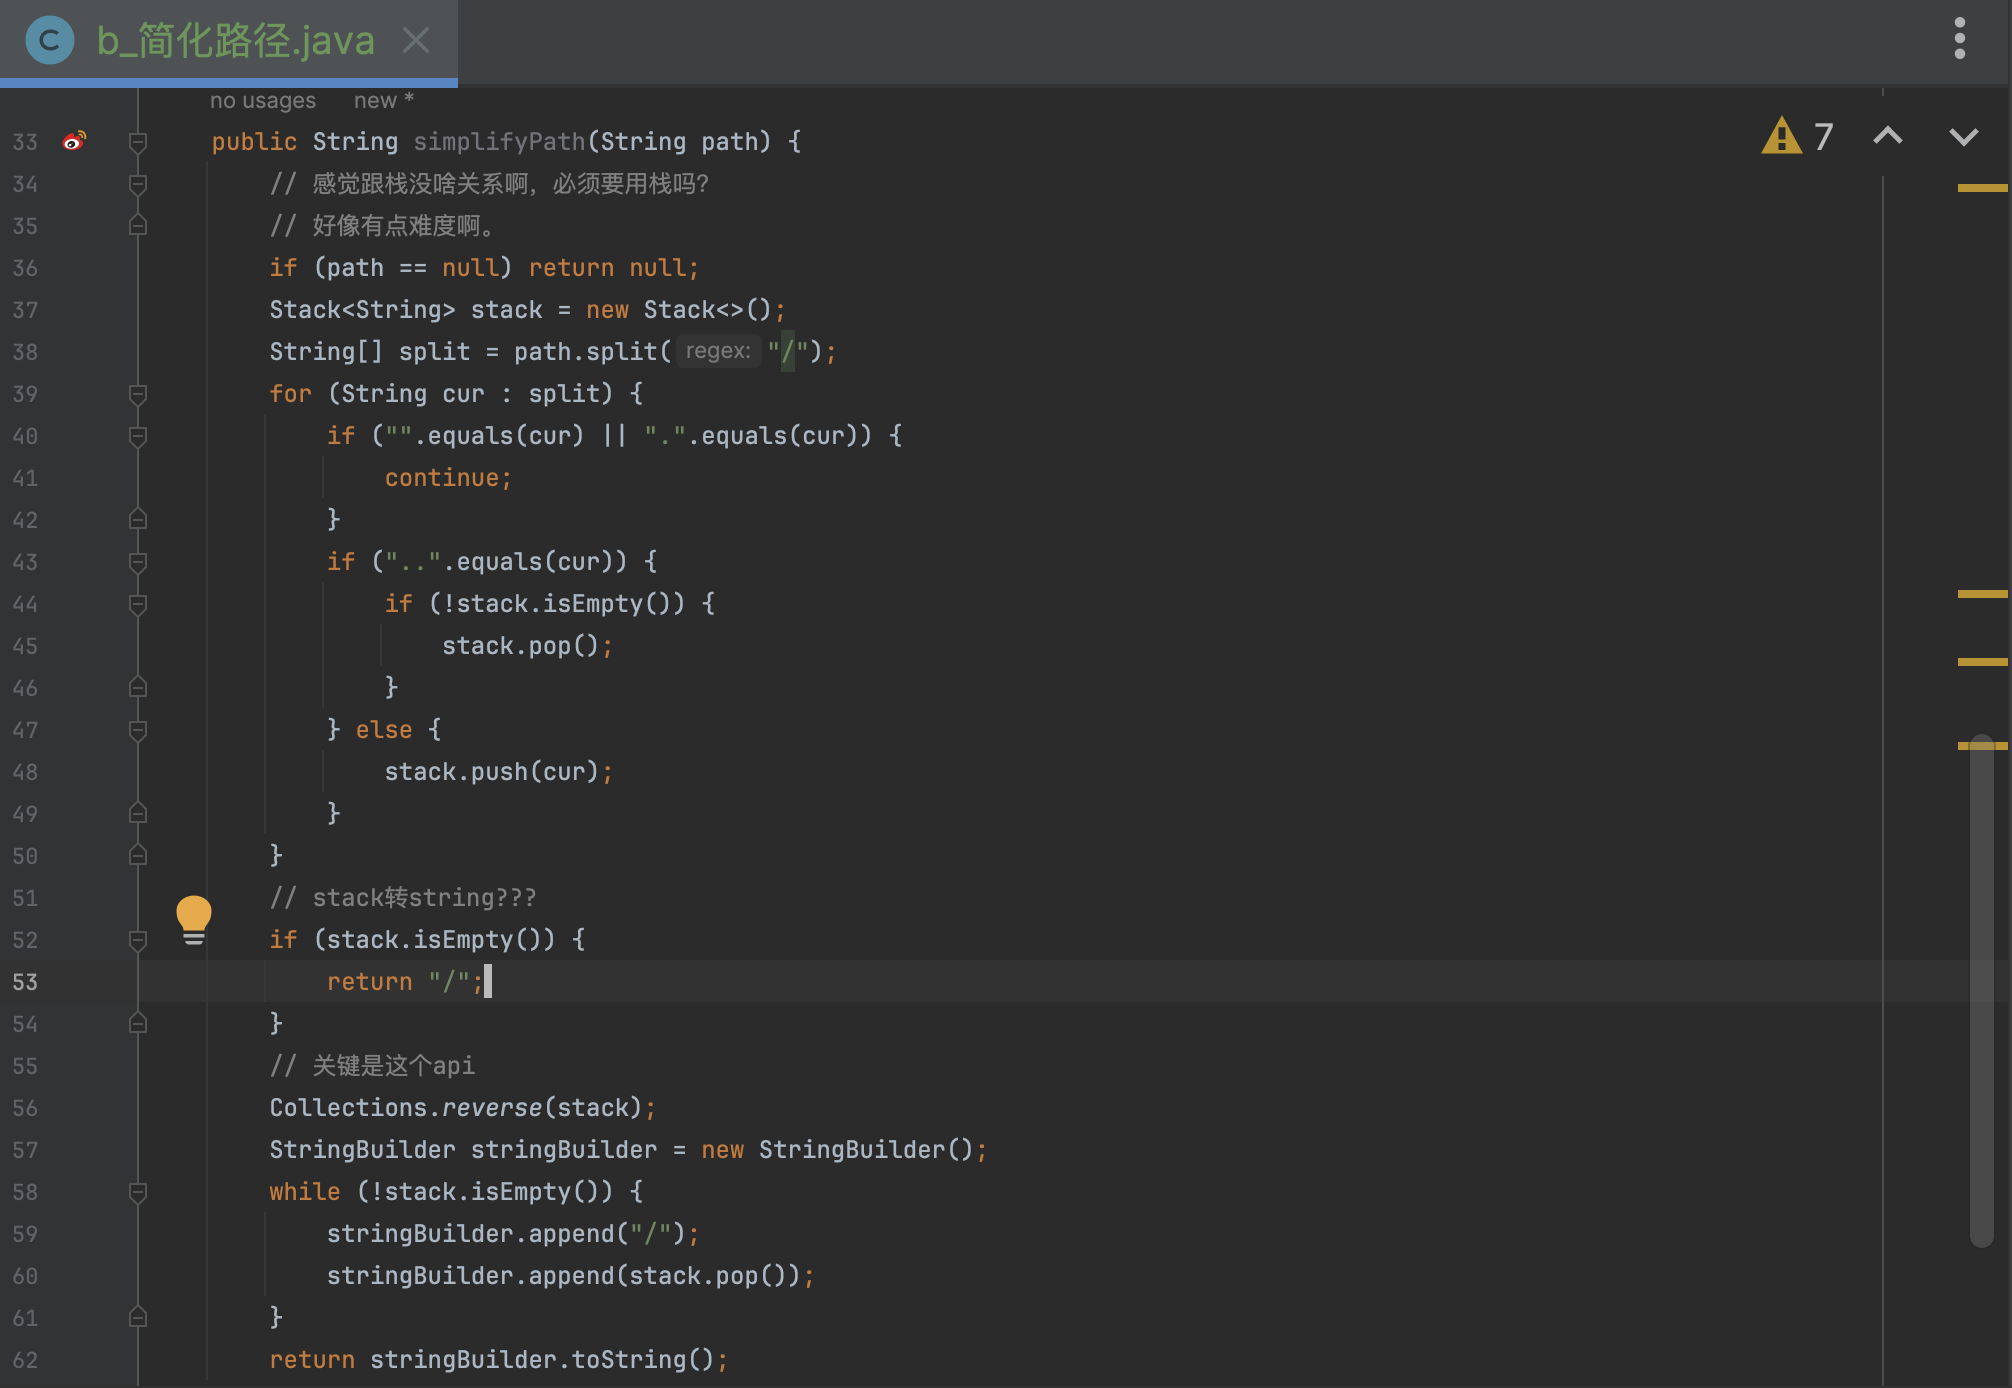 C b_简化路径.java
no usages new *
7
33 public String simplifyPath(String path) {
34 // 感觉跟栈没啥关系啊，必须要用栈吗？
35 // 好像有点难度啊。
36 if (path == null) return null;
37 Stack<String> stack = new Stack<>();
38 String[] split = path.split( regex: "/");
39 for (String cur : split) {
40 if ("".equals(cur) || ".".equals(cur)) {
41 continue;
42 }
43 if ("..".equals(cur)) {
44 if (!stack.isEmpty()) {
45 stack.pop();
46 }
47 } else {
48 stack.push(cur);
49 }
50 }
51 // stack转string???
52 if (stack.isEmpty()) {
53 return "/";
54 }
55 // 关键是这个api
56 Collections.reverse(stack);
57 StringBuilder stringBuilder = new StringBuilder();
58 while (!stack.isEmpty()) {
59 stringBuilder.append("/");
60 stringBuilder.append(stack.pop());
61 }
62 return stringBuilder.toString();